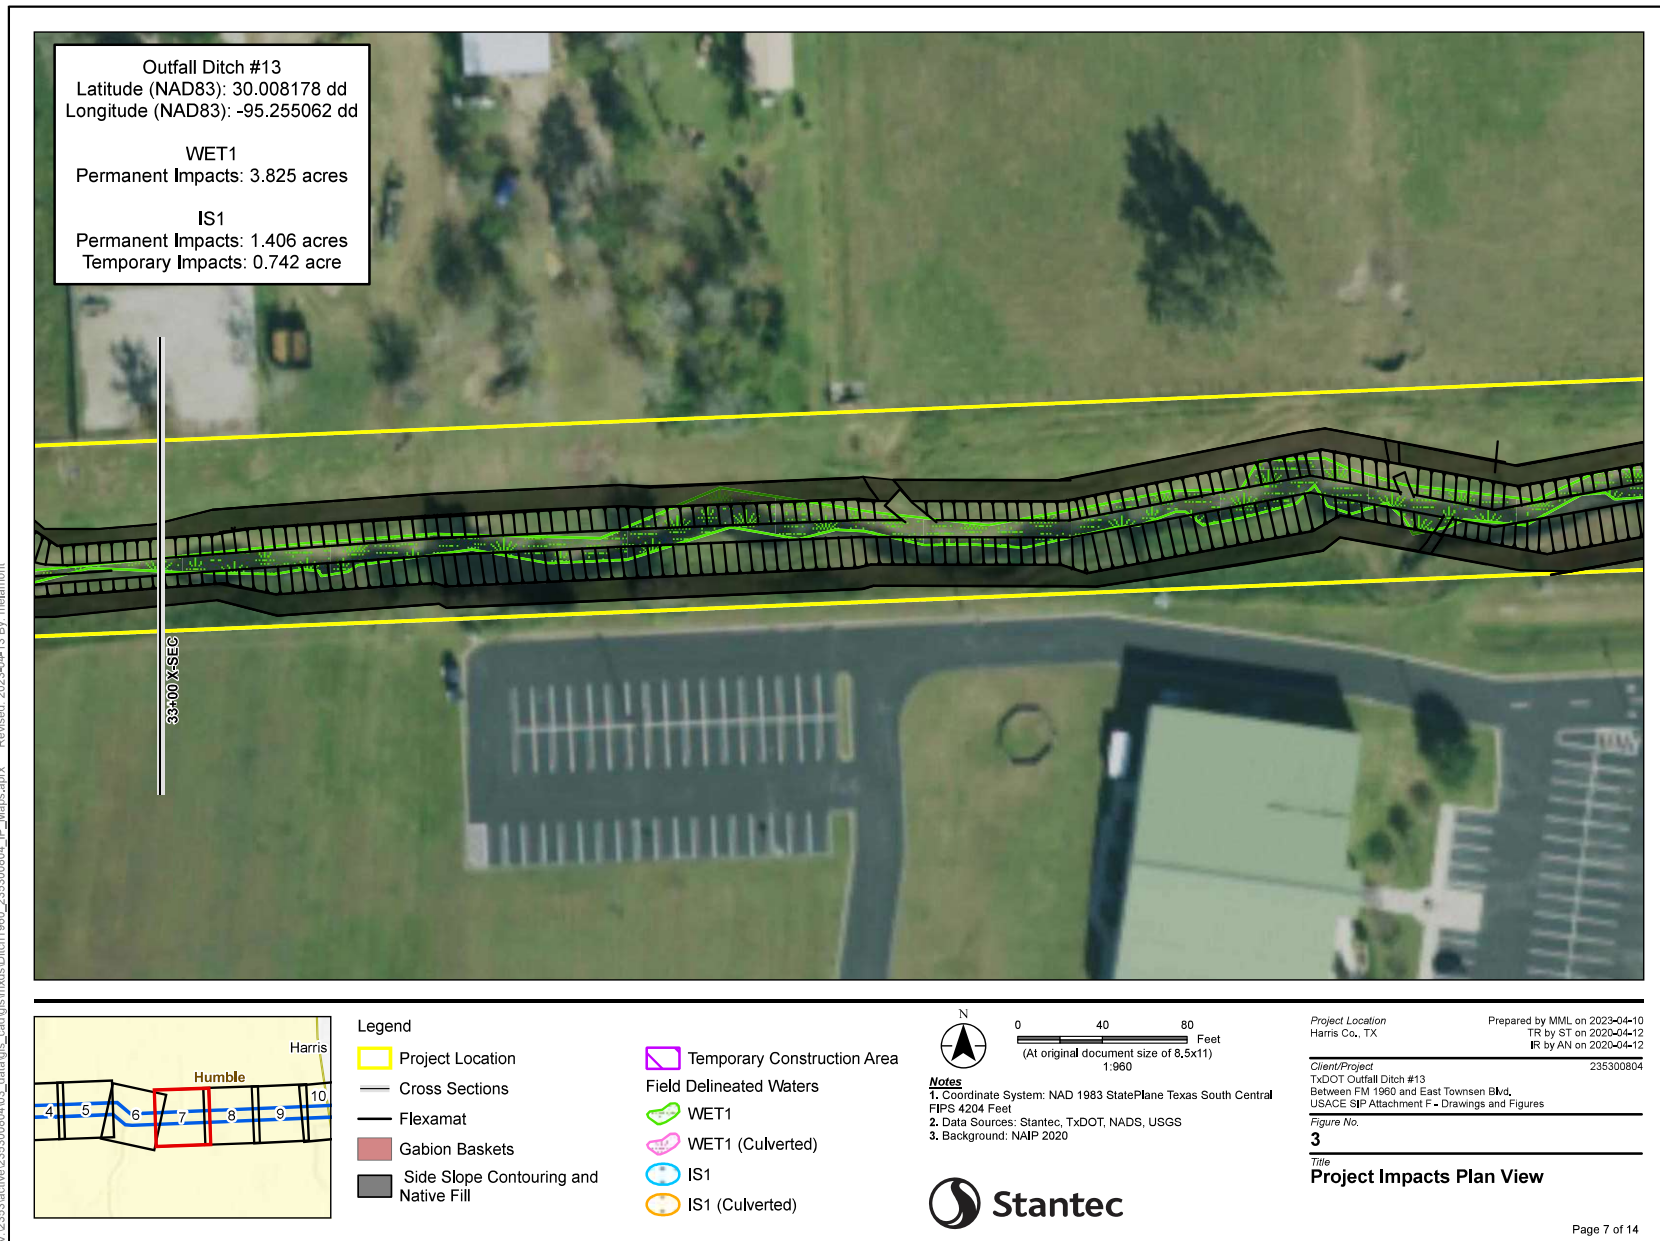 Outfall Ditch #13
Latitude (NAD83): 30.008178 dd
Longitude (NAD83): -95.255062 dd
WET1
Permanent Impacts: 3.825 acres
IS1
Permanent Impacts: 1.406 acres
Temporary Impacts: 0.742 acre
33+00 X-SEC
Harris
Humble
4
5
6
7
8
9
10
Legend
Project Location
Cross Sections
Flexamat
Gabion Baskets
Side Slope Contouring and
Native Fill
Temporary Construction Area
Field Delineated Waters
WET1
WET1 (Culverted)
IS1
IS1 (Culverted)
N
0 40 80
Feet
(At original document size of 8.5x11)
1:960
Notes
1. Coordinate System: NAD 1983 StatePlane Texas South Central
FIPS 4204 Feet
2. Data Sources: Stantec, TxDOT, NADS, USGS
3. Background: NAIP 2020
Stantec
Project Location
Harris Co., TX
Prepared by MML on 2023-04-10
TR by ST on 2020-04-12
IR by AN on 2020-04-12
Client/Project 235300804
TxDOT Outfall Ditch #13
Between FM 1960 and East Townsen Blvd.
USACE SIP Attachment F - Drawings and Figures
Figure No.
3
Title
Project Impacts Plan View
Page 7 of 14